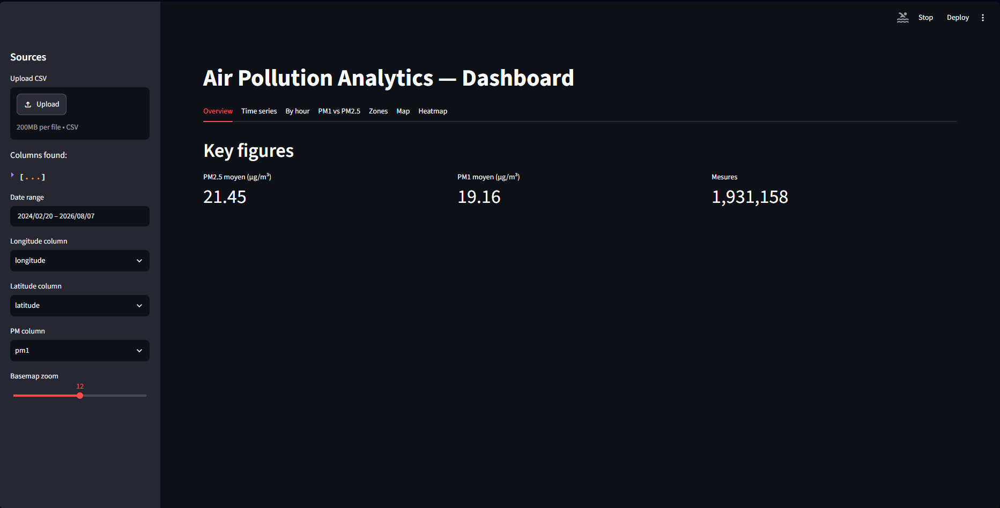 Stop Deploy
Sources
Upload CSV
Upload
200MB per file • CSV
Columns found:
[...]
Date range
2024/02/20 – 2026/08/07
Longitude column
longitude
Latitude column
latitude
PM column
pm1
Basemap zoom
12
Air Pollution Analytics — Dashboard
Overview Time series By hour PM1 vs PM2.5 Zones Map Heatmap
Key figures
PM2.5 moyen (µg/m³) PM1 moyen (µg/m³) Mesures
21.45 19.16 1,931,158